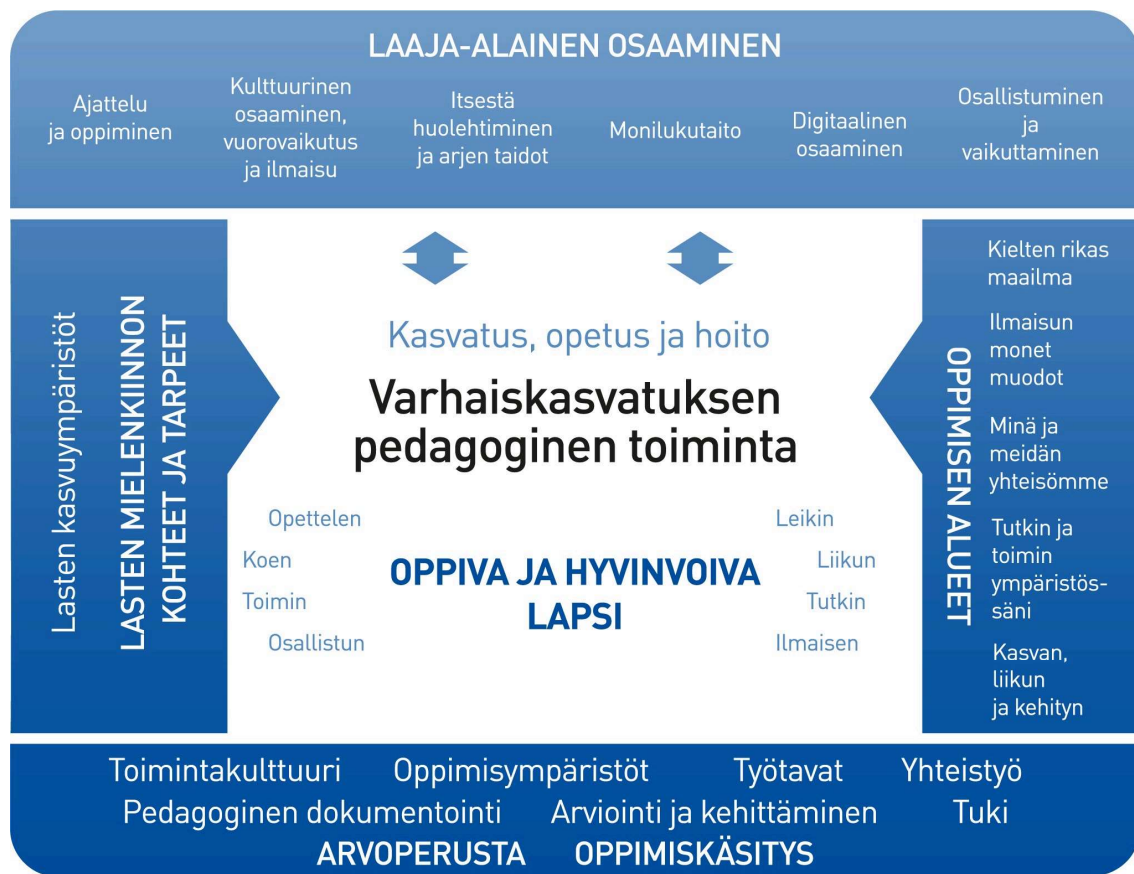 LAAJA-ALAINEN OSAAMINEN
Ajattelu
ja oppiminen
Kulttuurinen
osaaminen,
vuorovaikutus
ja ilmaisu
Itsestä
huolehtiminen
ja arjen taidot
Monilukutaito
Digitaalinen
osaaminen
Osallistuminen
ja
vaikuttaminen
Lasten kasvuympäristöt
LASTEN MIELENKIINNON
KOHTEET JA TARPEET
Kasvatus, opetus ja hoito
Varhaiskasvatuksen
pedagoginen toiminta
Opettelen
Koen
Toimin
Osallistun
OPPIVA JA HYVINVOIVA
LAPSI
Leikin
Liikun
Tutkin
Ilmaisen
OPPIMISEN ALUEET
Kielten rikas
maailma
Ilmaisun
monet
muodot
Minä ja
meidän
yhteisömme
Tutkin ja
toimin
ympäristös-
säni
Kasvan,
liikun
ja kehityn
Toimintakulttuuri Oppimisympäristöt Työtavat Yhteistyö
Pedagoginen dokumentointi Arviointi ja kehittäminen Tuki
ARVOPERUSTA OPPIMISKÄSITYS